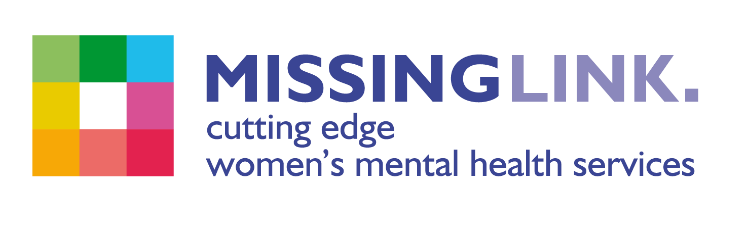 MISSINGLINK.
cutting edge
women's mental health services